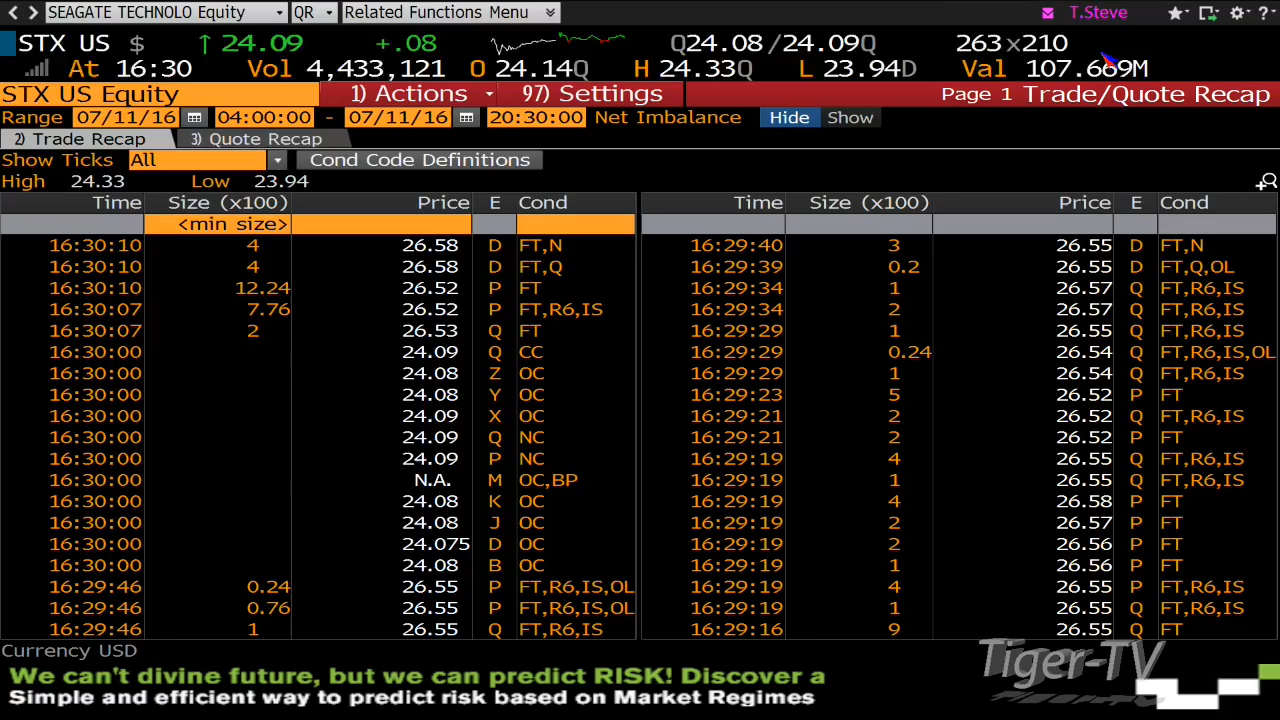 SEAGATE TECHNOLO Equity QR Related Functions Menu T.Steve
STX US $ ↑ 24.09 +.08 Q24.08/24.09Q 263x210
At 16:30 Vol 4,433,121 O 24.14Q H 24.33Q L 23.94D Val 107.669M
STX US Equity 1) Actions 97) Settings Page 1 Trade/Quote Recap
Range 07/11/16 04:00:00 - 07/11/16 20:30:00 Net Imbalance Hide Show
2) Trade Recap 3) Quote Recap
Show Ticks All Cond Code Definitions
High 24.33 Low 23.94
Time Size (x100) Price E Cond Time Size (x100) Price E Cond
<min size>
16:30:10 4 26.58 D FT,N 16:29:40 3 26.55 D FT,N
16:30:10 4 26.58 D FT,Q 16:29:39 0.2 26.55 D FT,Q,OL
16:30:10 12.24 26.52 P FT 16:29:34 1 26.57 Q FT,R6,IS
16:30:07 7.76 26.52 P FT,R6,IS 16:29:34 2 26.57 Q FT,R6,IS
16:30:07 2 26.53 Q FT 16:29:29 1 26.55 Q FT,R6,IS
16:30:00 24.09 Q CC 16:29:29 0.24 26.54 Q FT,R6,IS,OL
16:30:00 24.08 Z OC 16:29:29 1 26.54 Q FT,R6,IS
16:30:00 24.08 Y OC 16:29:23 5 26.52 P FT
16:30:00 24.09 X OC 16:29:21 2 26.52 Q FT,R6,IS
16:30:00 24.09 Q NC 16:29:21 2 26.52 P FT
16:30:00 24.09 P NC 16:29:19 4 26.55 Q FT,R6,IS
16:30:00 N.A. M OC,BP 16:29:19 1 26.55 Q FT,R6,IS
16:30:00 24.08 K OC 16:29:19 4 26.58 P FT
16:30:00 24.08 J OC 16:29:19 2 26.57 P FT
16:30:00 24.075 D OC 16:29:19 2 26.56 P FT
16:30:00 24.08 B OC 16:29:19 1 26.56 P FT
16:29:46 0.24 26.55 P FT,R6,IS,OL 16:29:19 4 26.55 P FT,R6,IS
16:29:46 0.76 26.55 P FT,R6,IS,OL 16:29:19 1 26.55 Q FT,R6,IS
16:29:46 1 26.55 Q FT,R6,IS 16:29:16 9 26.55 Q FT
Currency USD
Tiger-TV
We can't divine future, but we can predict RISK! Discover a
Simple and efficient way to predict risk based on Market Regimes